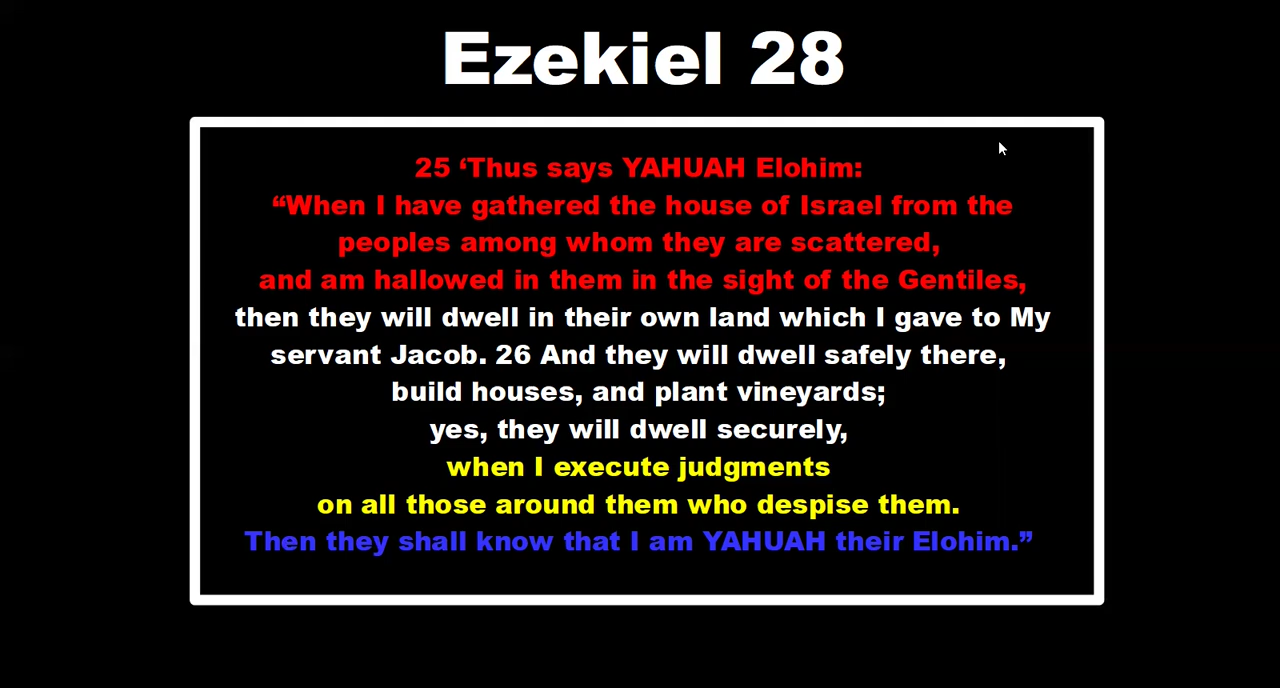 Ezekiel 28
25 ‘Thus says YAHUAH Elohim:
“When I have gathered the house of Israel from the
peoples among whom they are scattered,
and am hallowed in them in the sight of the Gentiles,
then they will dwell in their own land which I gave to My
servant Jacob. 26 And they will dwell safely there,
build houses, and plant vineyards;
yes, they will dwell securely,
when I execute judgments
on all those around them who despise them.
Then they shall know that I am YAHUAH their Elohim.”